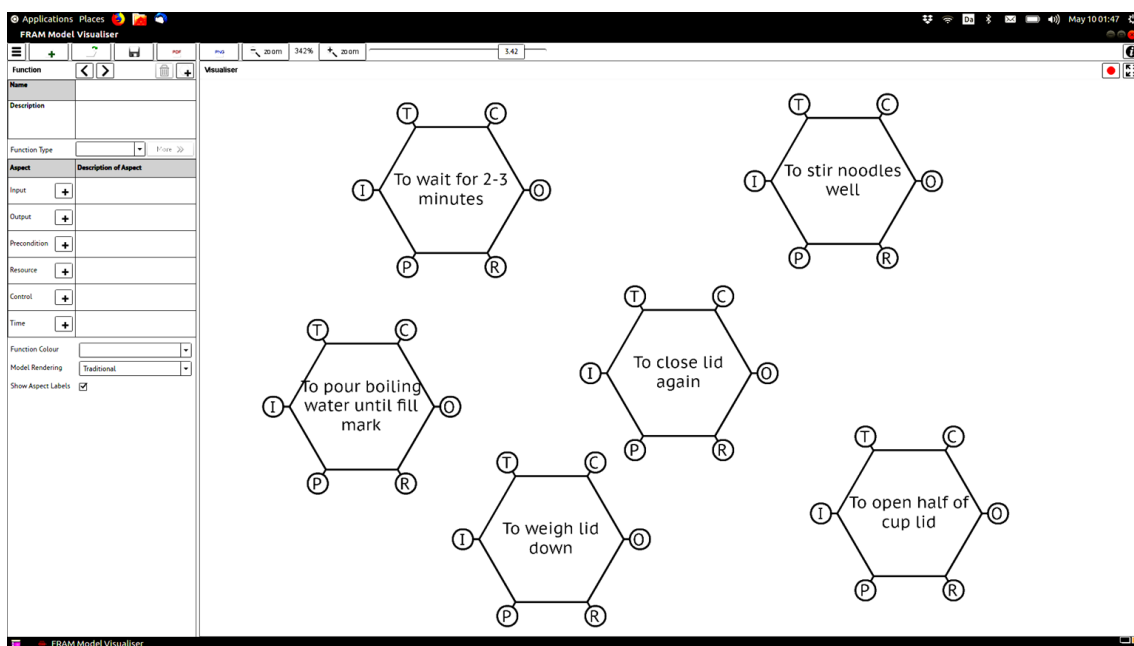 Applications Places
Da
May 10 01:47
FRAM Model Visualiser
PDF
PNG
- zoom
342%
+ zoom
3.42
Function
Visualiser
Name
Description
Function Type
More >>
Aspect
Description of Aspect
Input
Output
Precondition
Resource
Control
Time
Function Colour
Model Rendering
Traditional
Show Aspect Labels
T C
I To wait for 2-3 O
minutes
P R
T C
To stir noodles
I well O
P R
T C
To pour boiling
I water until fill O
mark
P R
T C
To close lid
I again O
P R
T C
To weigh lid
I down O
P R
T C
To open half of
I cup lid O
P R
FRAM Model Visualiser